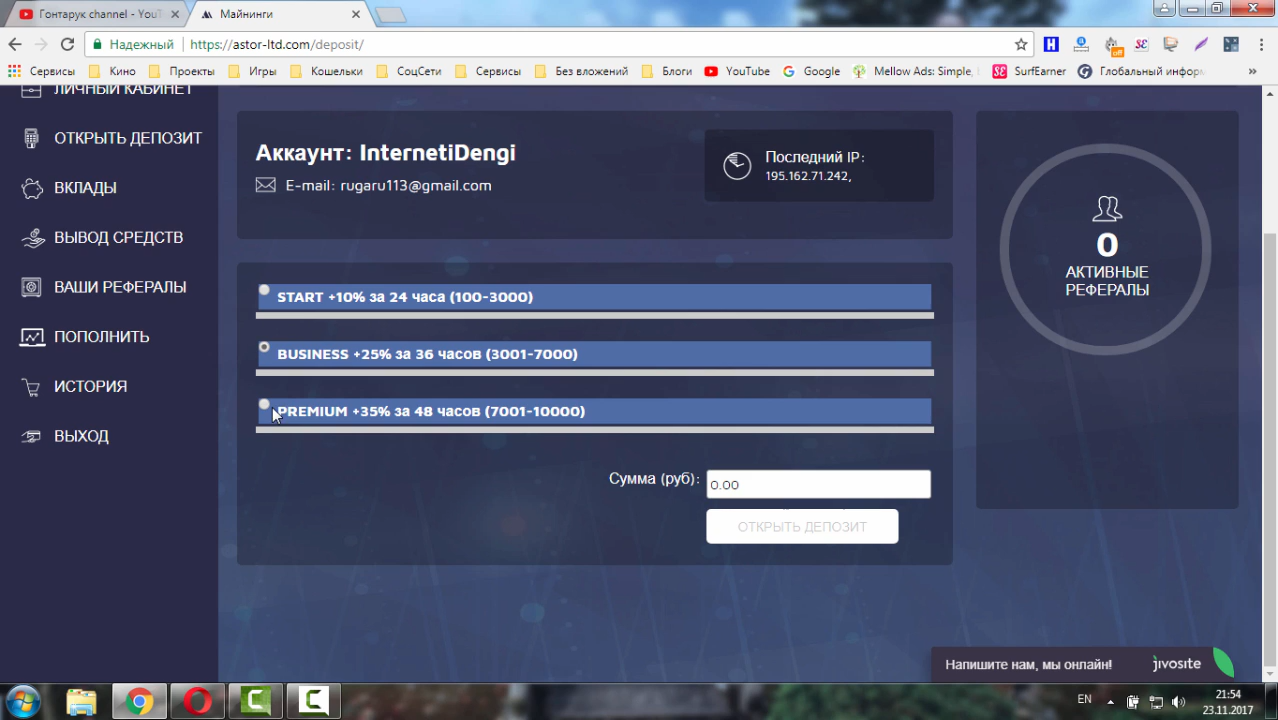 Гонтарук channel - YouT
Майнинги
Надежный
https://astor-ltd.com/deposit/
Сервисы
Кино
Проекты
Игры
Кошельки
СоцСети
Сервисы
Без вложений
Блоги
YouTube
Google
Mellow Ads: Simple,
SurfEarner
Глобальный информ
off
ЛИЧНЫЙ КАБИНЕТ
ОТКРЫТЬ ДЕПОЗИТ
ВКЛАДЫ
ВЫВОД СРЕДСТВ
ВАШИ РЕФЕРАЛЫ
ПОПОЛНИТЬ
ИСТОРИЯ
ВЫХОД
Аккаунт: InternetiDengi
E-mail: rugaru113@gmail.com
Последний IP:
195.162.71.242,
START +10% за 24 часа (100-3000)
BUSINESS +25% за 36 часов (3001-7000)
PREMIUM +35% за 48 часов (7001-10000)
Сумма (руб):
0.00
ОТКРЫТЬ ДЕПОЗИТ
0
АКТИВНЫЕ
РЕФЕРАЛЫ
Напишите нам, мы онлайн!
jivosite
EN
21:54
23.11.2017